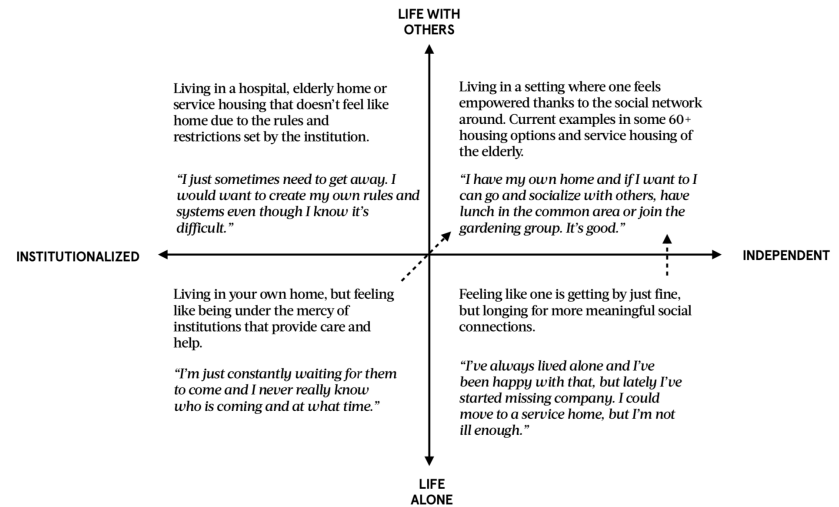 LIFE WITH
OTHERS
Living in a hospital, elderly home or
service housing that doesn't feel like
home due to the rules and
restrictions set by the institution.
“I just sometimes need to get away. I
would want to create my own rules and
systems even though I know it's
difficult.”
Living in a setting where one feels
empowered thanks to the social network
around. Current examples in some 60+
housing options and service housing of
the elderly.
“I have my own home and if I want to I
can go and socialize with others, have
lunch in the common area or join the
gardening group. It's good.”
INSTITUTIONALIZED
INDEPENDENT
Living in your own home, but feeling
like being under the mercy of
institutions that provide care and
help.
“I'm just constantly waiting for them
to come and I never really know
who is coming and at what time.”
Feeling like one is getting by just fine,
but longing for more meaningful social
connections.
“I've always lived alone and I've
been happy with that, but lately I've
started missing company. I could
move to a service home, but I'm not
ill enough.”
LIFE
ALONE